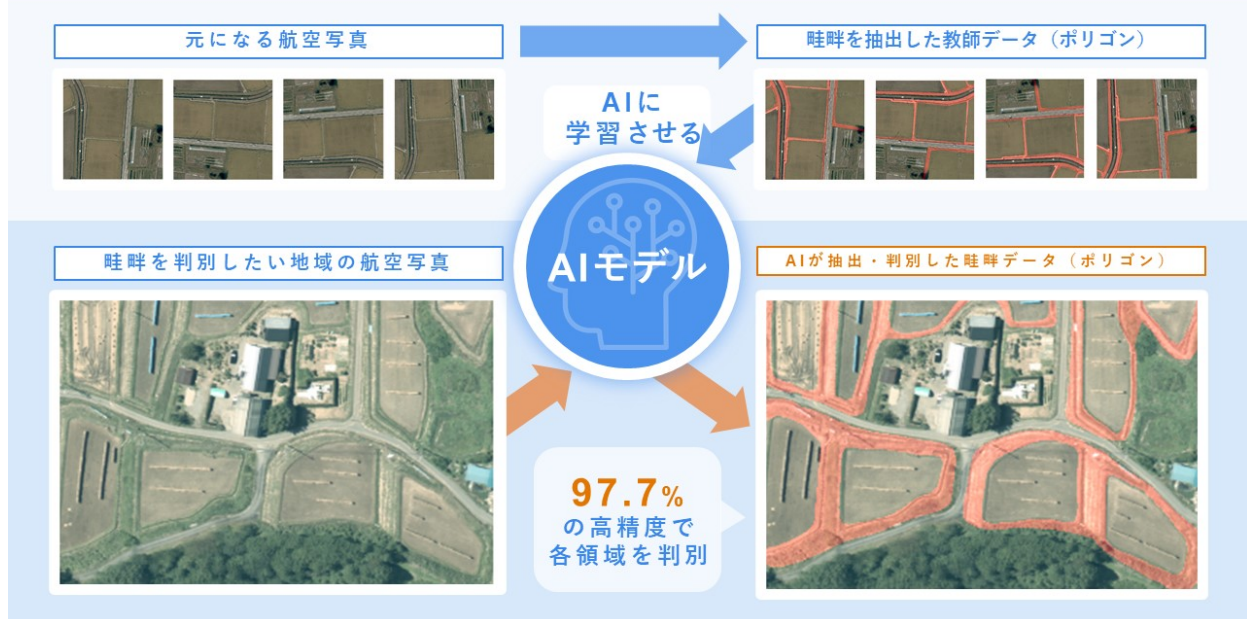 元になる航空写真
畦畔を抽出した教師データ（ポリゴン）
AIに
学習させる
AIモデル
畦畔を判別したい地域の航空写真
AIが抽出・判別した畦畔データ（ポリゴン）
97.7%
の高精度で
各領域を判別